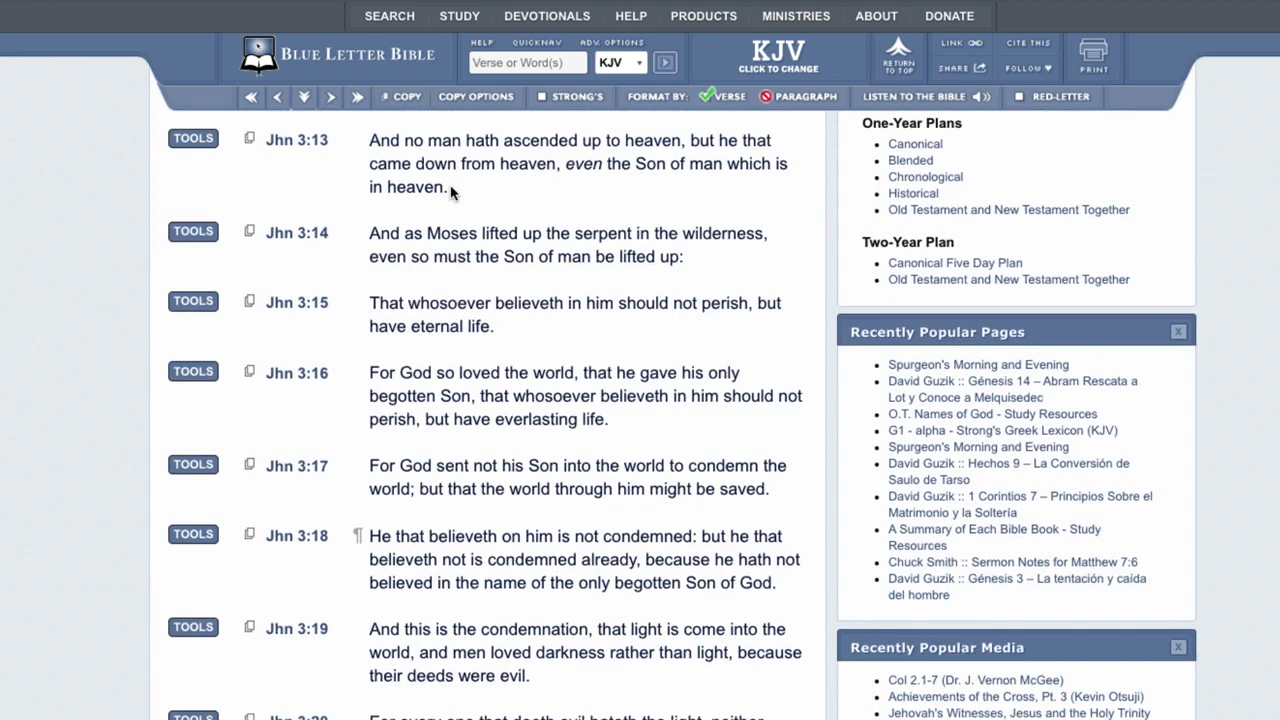 SEARCH STUDY DEVOTIONALS HELP PRODUCTS MINISTRIES ABOUT DONATE
BLUE LETTER BIBLE
HELP QUICKNAV ADV. OPTIONS
Verse or Word(s) KJV
KJV
CLICK TO CHANGE
RETURN
TO TOP
LINK CITE THIS
SHARE FOLLOW
PRINT
COPY COPY OPTIONS STRONG'S FORMAT BY: VERSE PARAGRAPH LISTEN TO THE BIBLE RED-LETTER
TOOLS Jhn 3:13 And no man hath ascended up to heaven, but he that
came down from heaven, even the Son of man which is
in heaven.
TOOLS Jhn 3:14 And as Moses lifted up the serpent in the wilderness,
even so must the Son of man be lifted up:
TOOLS Jhn 3:15 That whosoever believeth in him should not perish, but
have eternal life.
TOOLS Jhn 3:16 For God so loved the world, that he gave his only
begotten Son, that whosoever believeth in him should not
perish, but have everlasting life.
TOOLS Jhn 3:17 For God sent not his Son into the world to condemn the
world; but that the world through him might be saved.
TOOLS Jhn 3:18 ¶ He that believeth on him is not condemned: but he that
believeth not is condemned already, because he hath not
believed in the name of the only begotten Son of God.
TOOLS Jhn 3:19 And this is the condemnation, that light is come into the
world, and men loved darkness rather than light, because
their deeds were evil.
TOOLS Jhn 3:20 For every one that doeth evil hateth the light, neither
One-Year Plans
Canonical
Blended
Chronological
Historical
Old Testament and New Testament Together
Two-Year Plan
Canonical Five Day Plan
Old Testament and New Testament Together
Recently Popular Pages X
Spurgeon's Morning and Evening
David Guzik :: Génesis 14 – Abram Rescata a
Lot y Conoce a Melquisedec
O.T. Names of God - Study Resources
G1 - alpha - Strong's Greek Lexicon (KJV)
Spurgeon's Morning and Evening
David Guzik :: Hechos 9 – La Conversión de
Saulo de Tarso
David Guzik :: 1 Corintios 7 – Principios Sobre el
Matrimonio y la Soltería
A Summary of Each Bible Book - Study
Resources
Chuck Smith :: Sermon Notes for Matthew 7:6
David Guzik :: Génesis 3 – La tentación y caída
del hombre
Recently Popular Media X
Col 2.1-7 (Dr. J. Vernon McGee)
Achievements of the Cross, Pt. 3 (Kevin Otsuji)
Jehovah's Witnesses, Jesus and the Holy Trinity